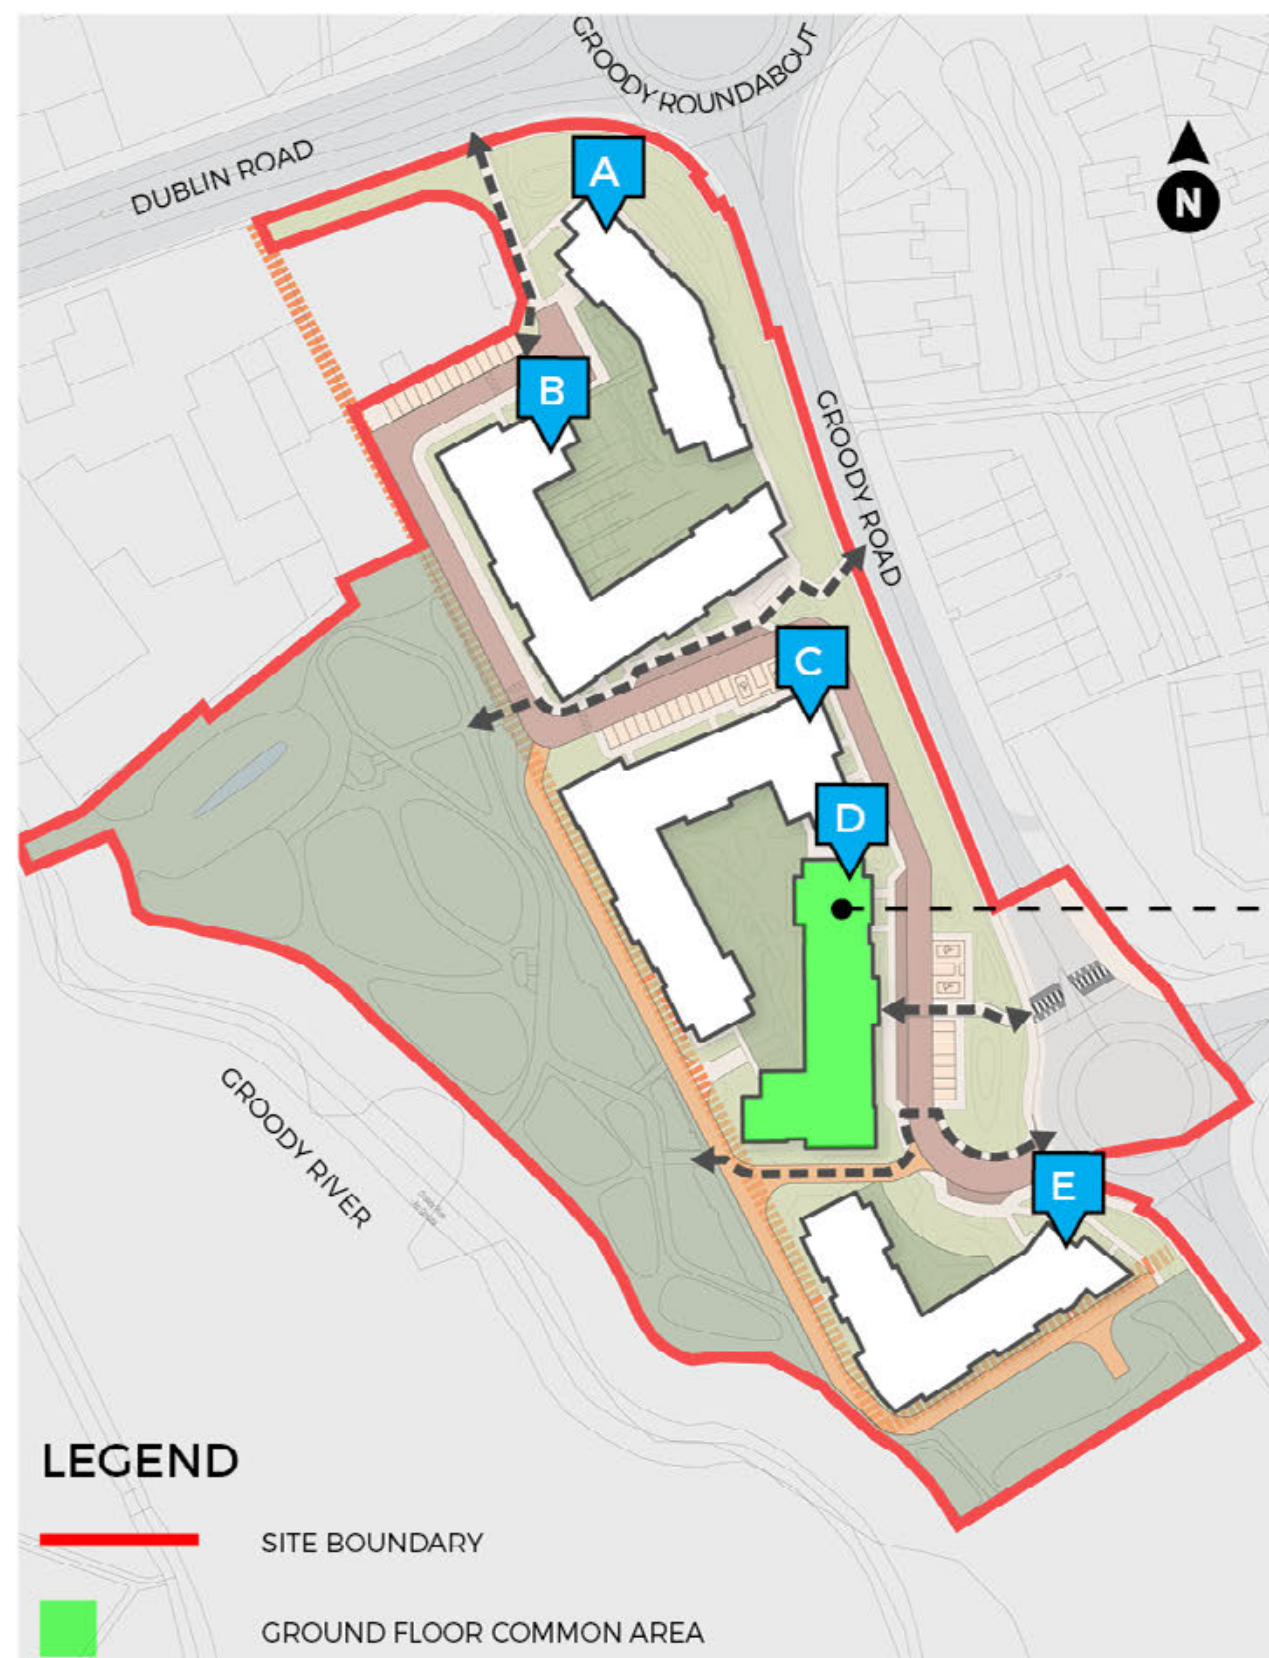 GROODY ROUNDABOUT
DUBLIN ROAD
A
N
B
GROODY ROAD
C
D
GROODY RIVER
E
LEGEND
SITE BOUNDARY
GROUND FLOOR COMMON AREA